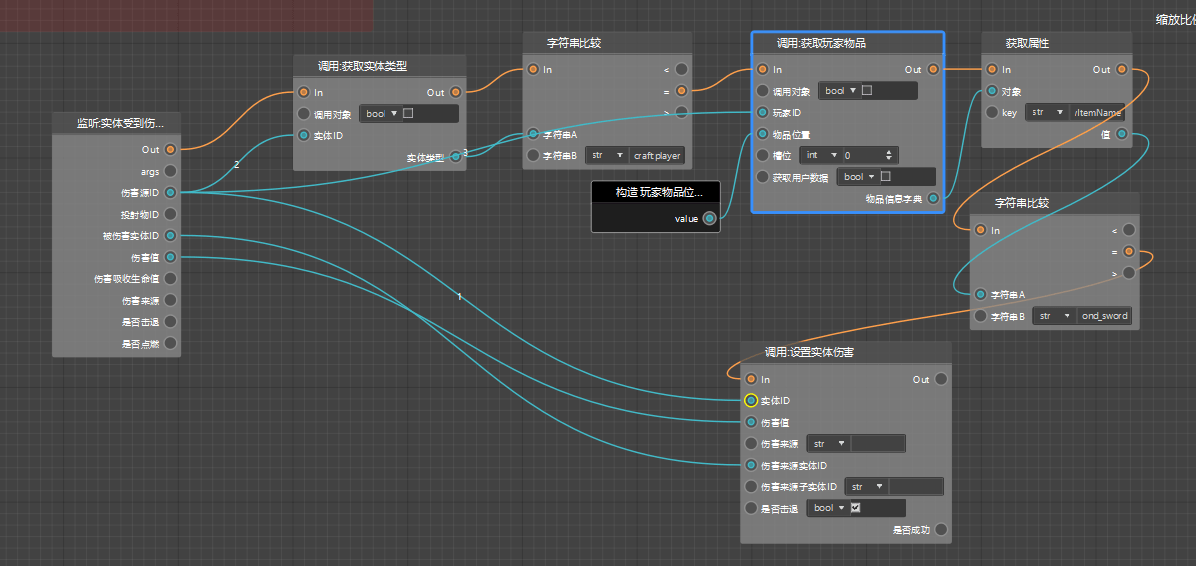 缩放比
监听:实体受到伤...
Out
args
伤害源ID
投射物ID
被伤害实体ID
伤害值
伤害吸收生命值
伤害来源
是否击退
是否点燃
2
1
3
调用:获取实体类型
In Out
调用对象 bool
实体ID
实体类型
字符串比较
In <
=
>
字符串A
字符串B str craft:player
构造 玩家物品位...
value
调用:获取玩家物品
In Out
调用对象 bool
玩家ID
物品位置
槽位 int 0
获取用户数据 bool
物品信息字典
获取属性
In Out
对象
key str /itemName
值
字符串比较
In <
=
>
字符串A
字符串B str ond_sword
调用:设置实体伤害
In Out
实体ID
伤害值
伤害来源 str
伤害来源实体ID
伤害来源子实体ID str
是否击退 bool
是否成功